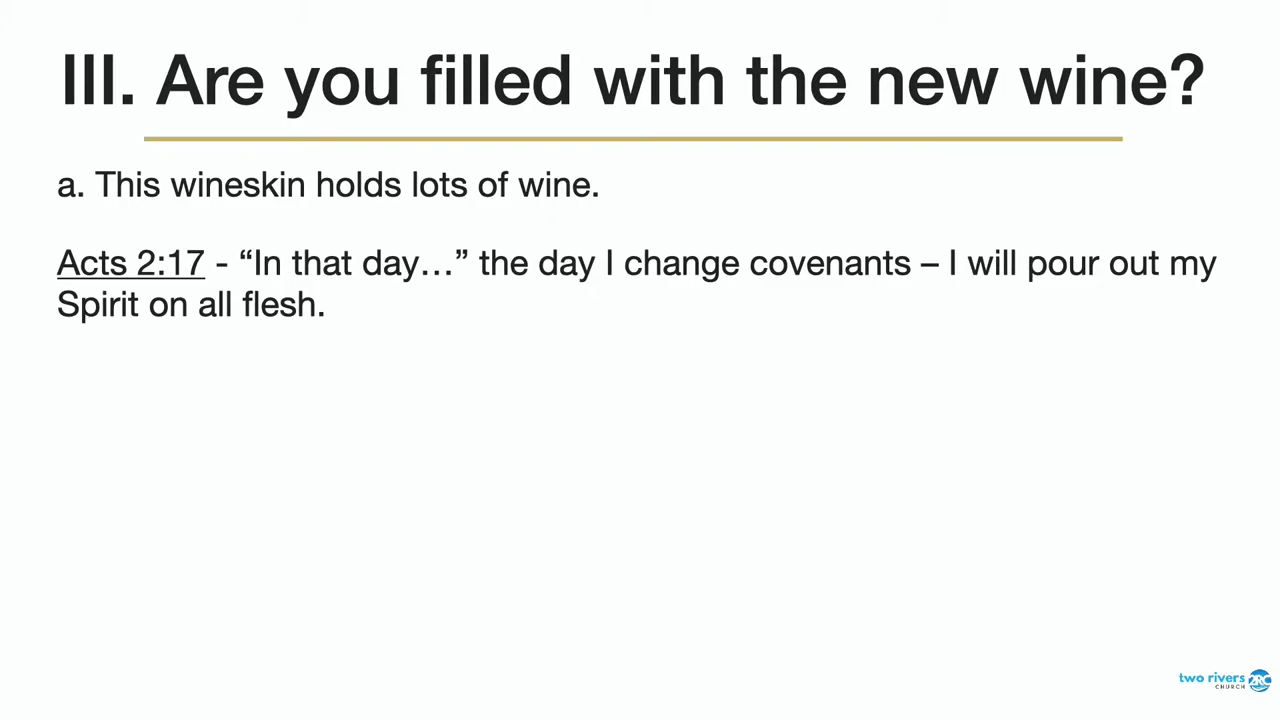 III. Are you filled with the new wine?
a. This wineskin holds lots of wine.
Acts 2:17 - “In that day…” the day I change covenants – I will pour out my
Spirit on all flesh.
two rivers
CHURCH
2RC